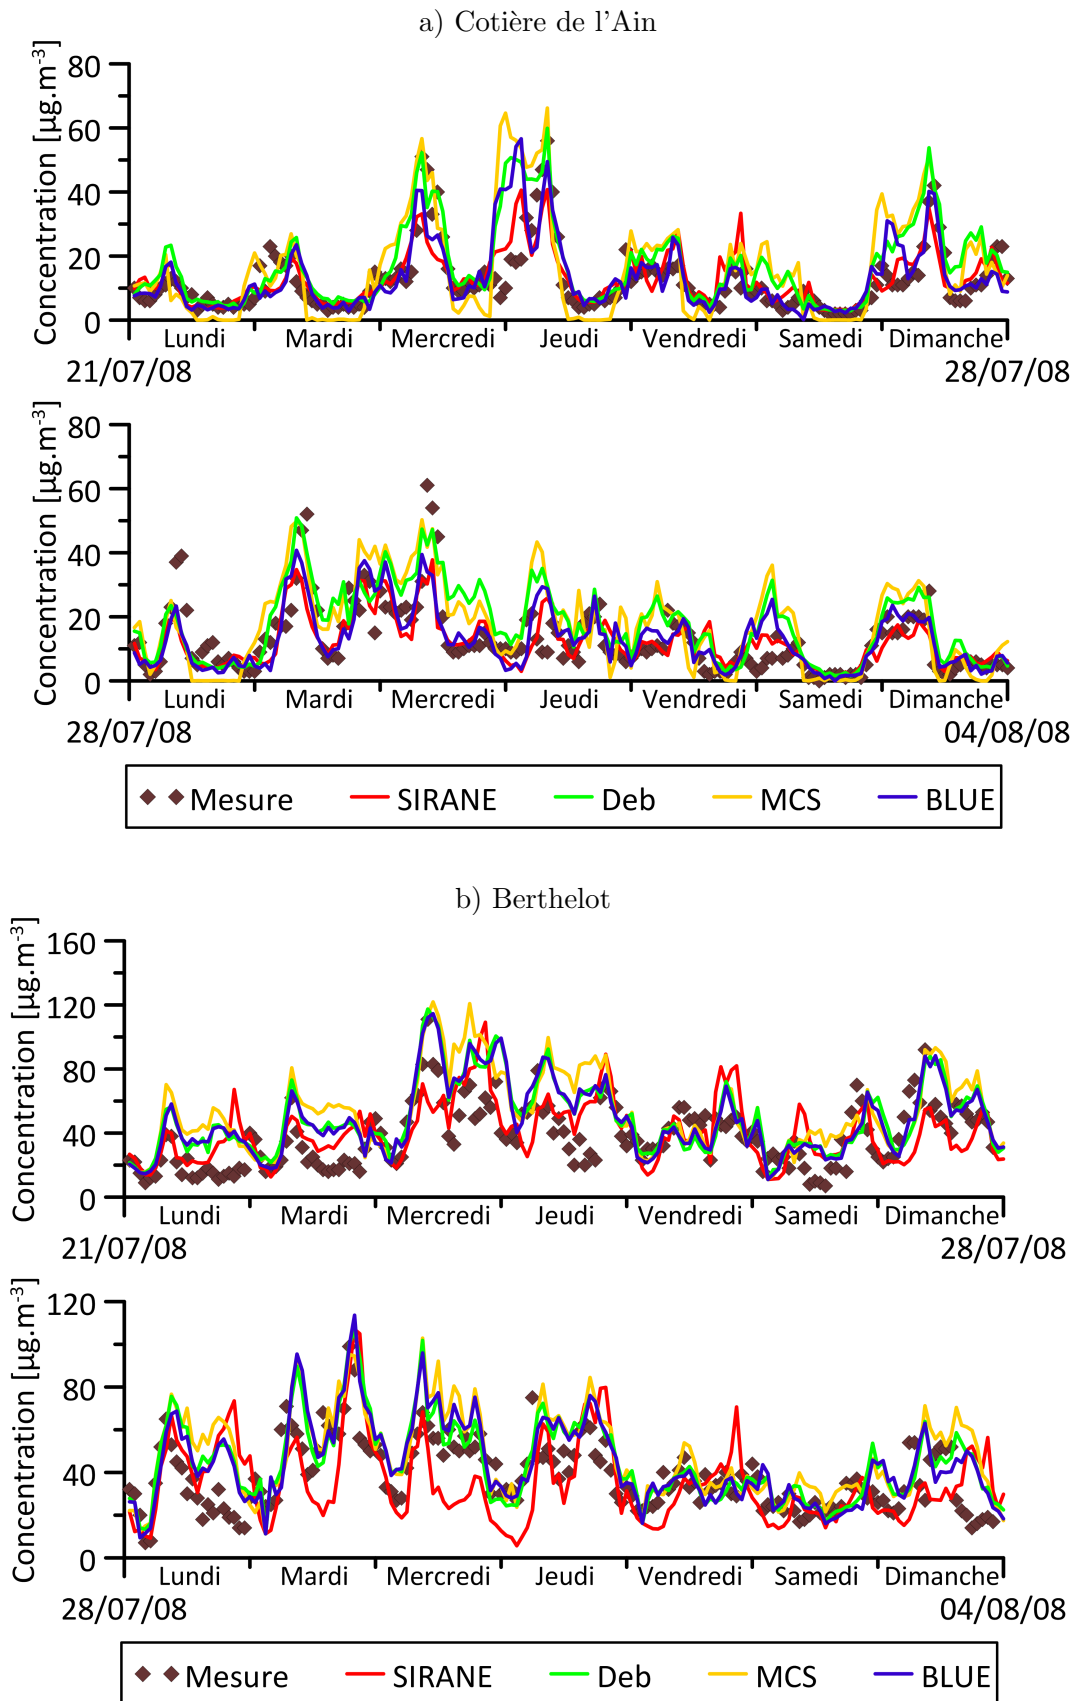 a) Cotière de l'Ain
Concentration [µg.m-3]
80
60
40
20
0
Lundi Mardi Mercredi Jeudi Vendredi Samedi Dimanche
21/07/08 28/07/08
Concentration [µg.m-3]
80
60
40
20
0
Lundi Mardi Mercredi Jeudi Vendredi Samedi Dimanche
28/07/08 04/08/08
Mesure SIRANE Deb MCS BLUE
b) Berthelot
Concentration [µg.m-3]
160
120
80
40
0
Lundi Mardi Mercredi Jeudi Vendredi Samedi Dimanche
21/07/08 28/07/08
Concentration [µg.m-3]
120
80
40
0
Lundi Mardi Mercredi Jeudi Vendredi Samedi Dimanche
28/07/08 04/08/08
Mesure SIRANE Deb MCS BLUE